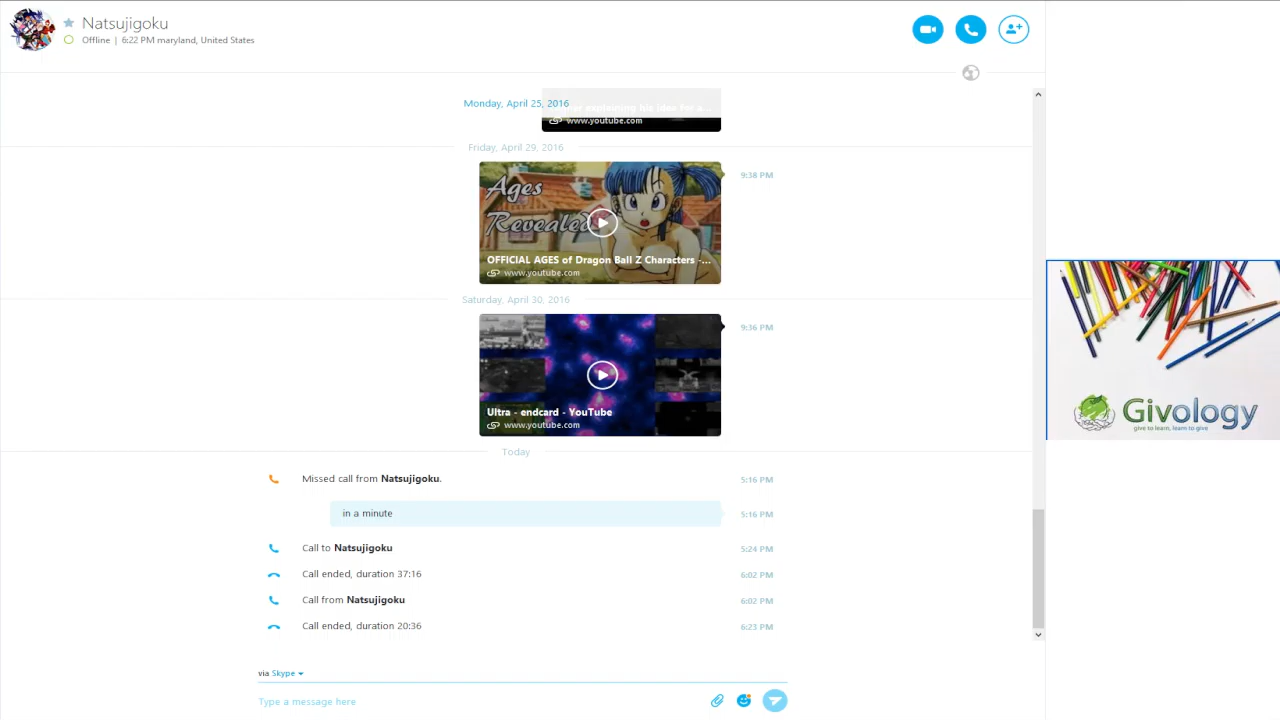 Natsujigoku
Offline | 6:22 PM maryland, United States
Monday, April 25, 2016
explaining his idea for a...
www.youtube.com
Friday, April 29, 2016
Ages
Revealed
9:38 PM
OFFICIAL AGES of Dragon Ball Z Characters -...
www.youtube.com
Saturday, April 30, 2016
9:36 PM
Ultra - endcard - YouTube
www.youtube.com
Today
Missed call from Natsujigoku. 5:16 PM
in a minute 5:16 PM
Call to Natsujigoku 5:24 PM
Call ended, duration 37:16 6:02 PM
Call from Natsujigoku 6:02 PM
Call ended, duration 20:36 6:23 PM
via Skype
Type a message here
Givology
give to learn, learn to give